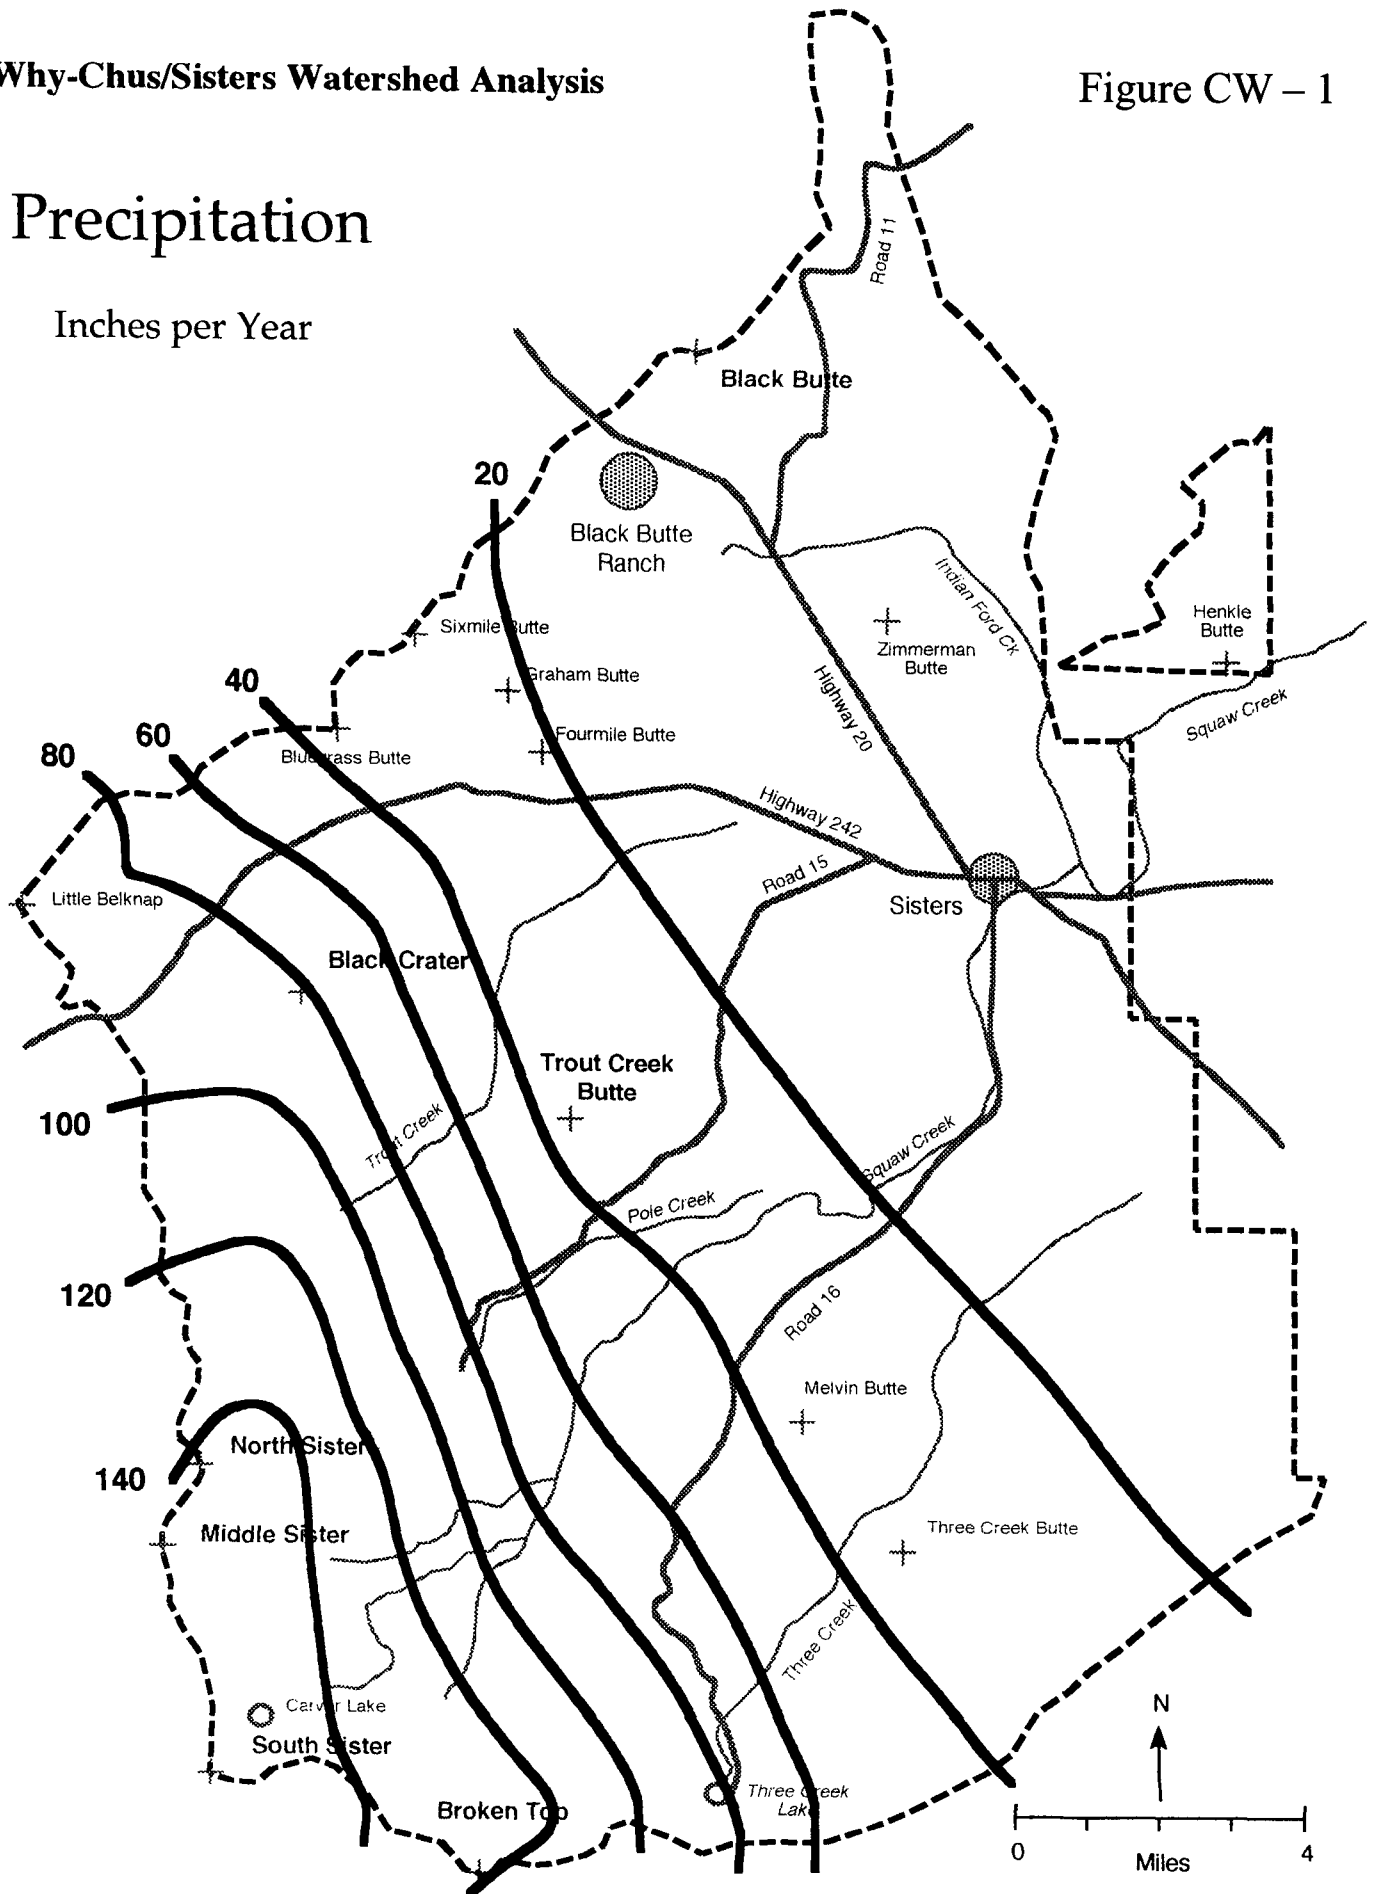 Why-Chus/Sisters Watershed Analysis
Figure CW – 1
Precipitation
Inches per Year
Road 11
Black Butte
20
Black Butte
Ranch
Indian Ford Ck
Sixmile Butte
Zimmerman
Butte
Henkle
Butte
Graham Butte
40
Highway 20
Squaw Creek
Fourmile Butte
60
80
Bluegrass Butte
Highway 242
Road 15
Little Belknap
Sisters
Black Crater
Trout Creek
Butte
100
Trout Creek
Squaw Creek
Pole Creek
120
Road 16
Melvin Butte
North Sister
140
Middle Sister
Three Creek Butte
Three Creek
Carver Lake
South Sister
N
Three Creek
Lake
Broken Top
0
4
Miles